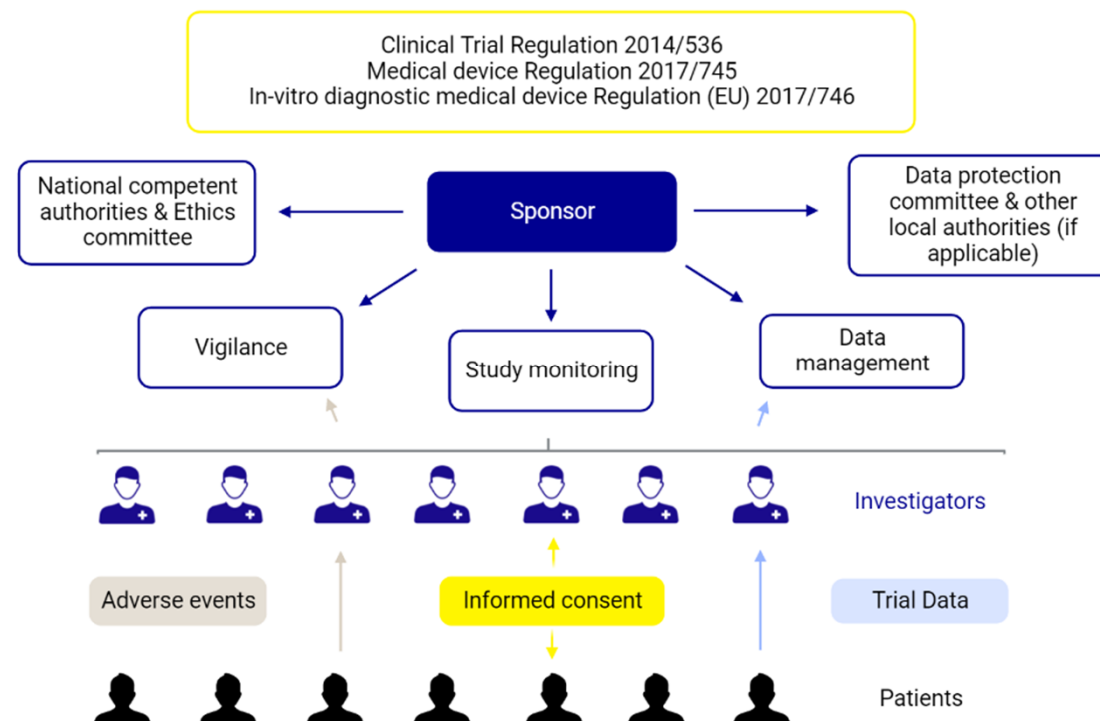 Clinical Trial Regulation 2014/536
Medical device Regulation 2017/745
In-vitro diagnostic medical device Regulation (EU) 2017/746
National competent
authorities & Ethics
committee
Sponsor
Data protection
committee & other
local authorities (if
applicable)
Vigilance
Study monitoring
Data
management
Investigators
Adverse events
Informed consent
Trial Data
Patients